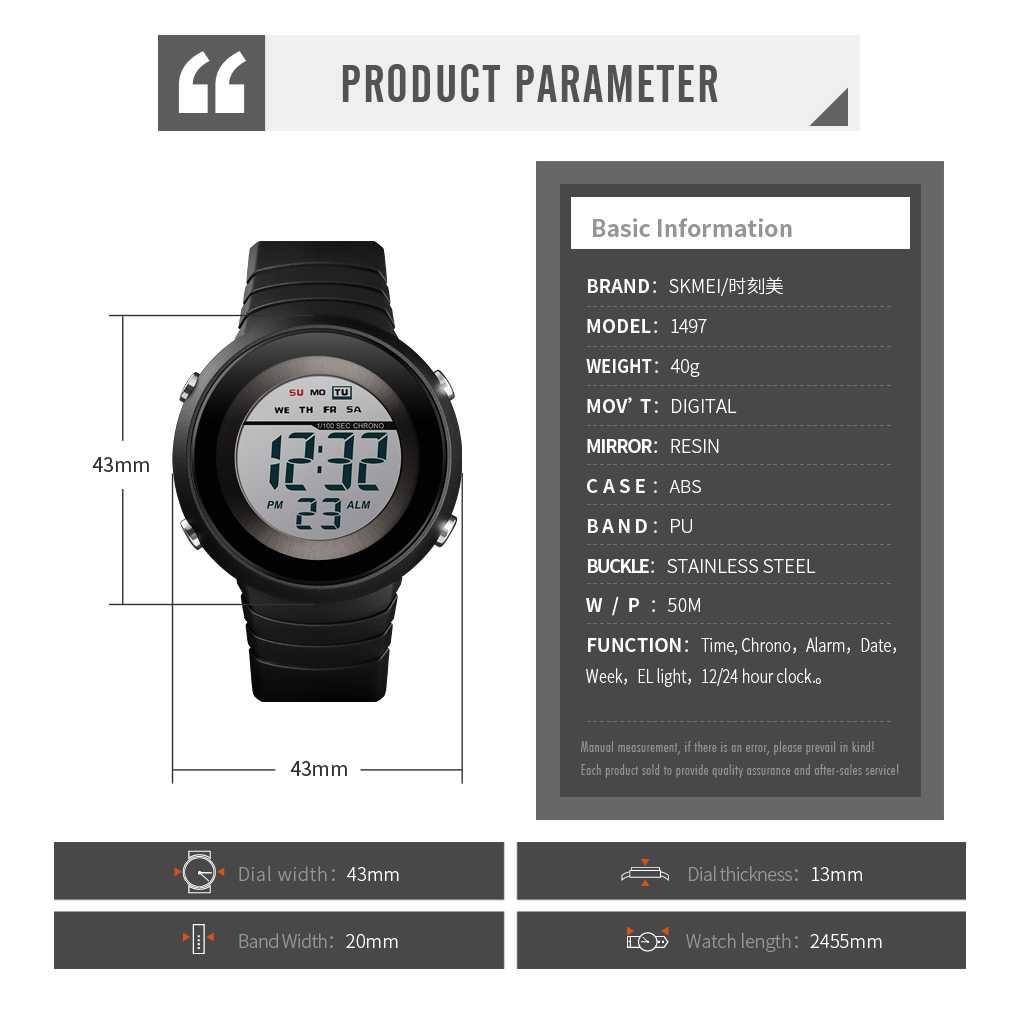 PRODUCT PARAMETER
Basic Information
BRAND： SKMEI/时刻美
MODEL： 1497
WEIGHT： 40g
MOV’ T： DIGITAL
MIRROR： RESIN
CASE： ABS
BAND： PU
BUCKLE： STAINLESS STEEL
W / P ： 50M
FUNCTION： Time, Chrono，Alarm，Date，
Week，EL light，12/24 hour clock.。
Manual measurement, if there is an error, please prevail in kind!
Each product sold to provide quality assurance and after-sales service!
SU MO TU
WE TH FR SA
1/100 SEC CHRONO
12:32
PM 23 ALM
43mm
43mm
Dial width： 43mm
Dial thickness： 13mm
Band Width： 20mm
Watch length： 2455mm